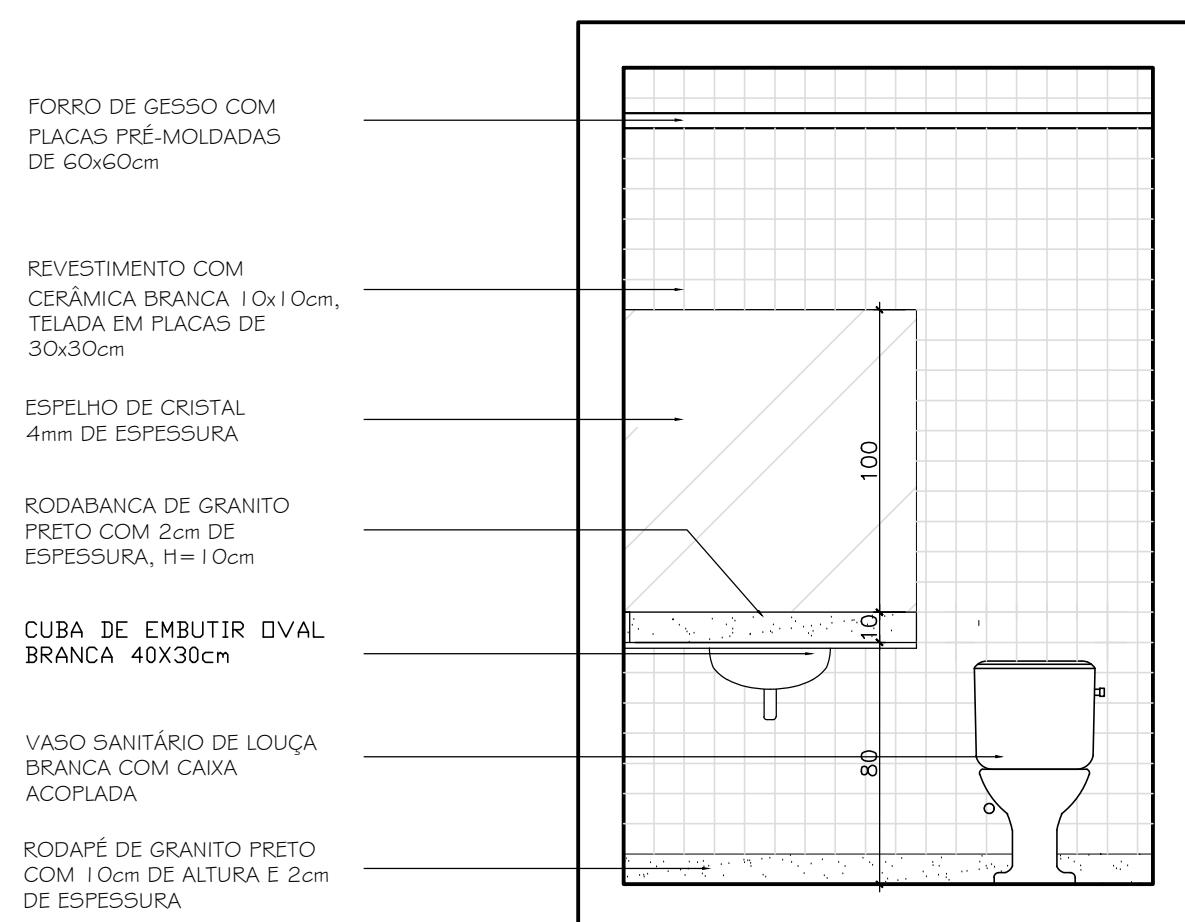 FORRO DE GESSO COM
PLACAS PRÉ-MOLDADAS
DE 60x60cm
REVESTIMENTO COM
CERÂMICA BRANCA 10x10cm,
TELADA EM PLACAS DE
30x30cm
ESPELHO DE CRISTAL
4mm DE ESPESSURA
RODABANCA DE GRANITO
PRETO COM 2cm DE
ESPESSURA, H=10cm
CUBA DE EMBUTIR OVAL
BRANCA 40X30cm
VASO SANITÁRIO DE LOUÇA
BRANCA COM CAIXA
ACOPLADA
RODAPÉ DE GRANITO PRETO
COM 10cm DE ALTURA E 2cm
DE ESPESSURA
100
10
80